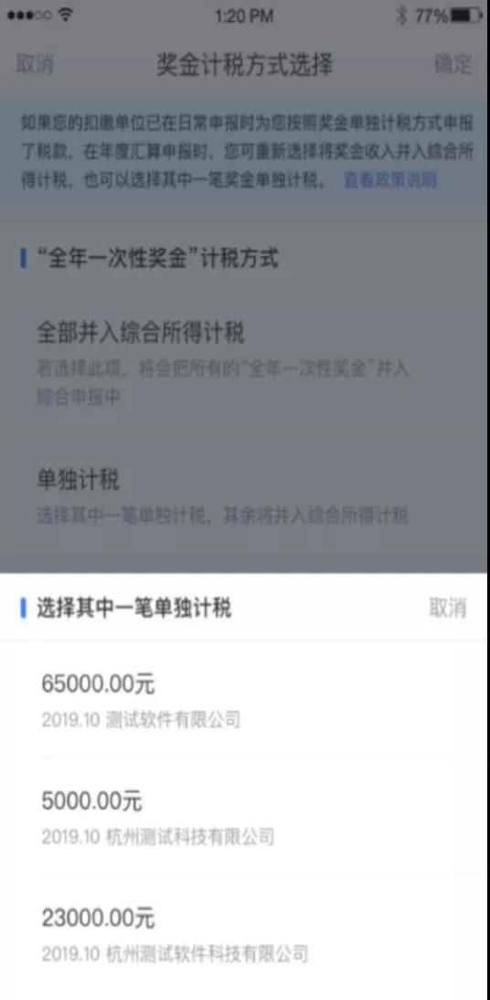 1:20 PM
77%
取消
奖金计税方式选择
确定
如果您的扣缴单位已在日常申报时为您按照奖金单独计税方式申报
了税款，在年度汇算申报时，您可重新选择将奖金收入并入综合所
得计税，也可以选择其中一笔奖金单独计税。 查看政策说明
“全年一次性奖金”计税方式
全部并入综合所得计税
若选择此项，将会把所有的“全年一次性奖金”并入
综合申报中
单独计税
选择其中一笔单独计税，其余将并入综合所得计税
选择其中一笔单独计税
取消
65000.00元
2019.10 测试软件有限公司
5000.00元
2019.10 杭州测试科技有限公司
23000.00元
2019.10 杭州测试软件科技有限公司